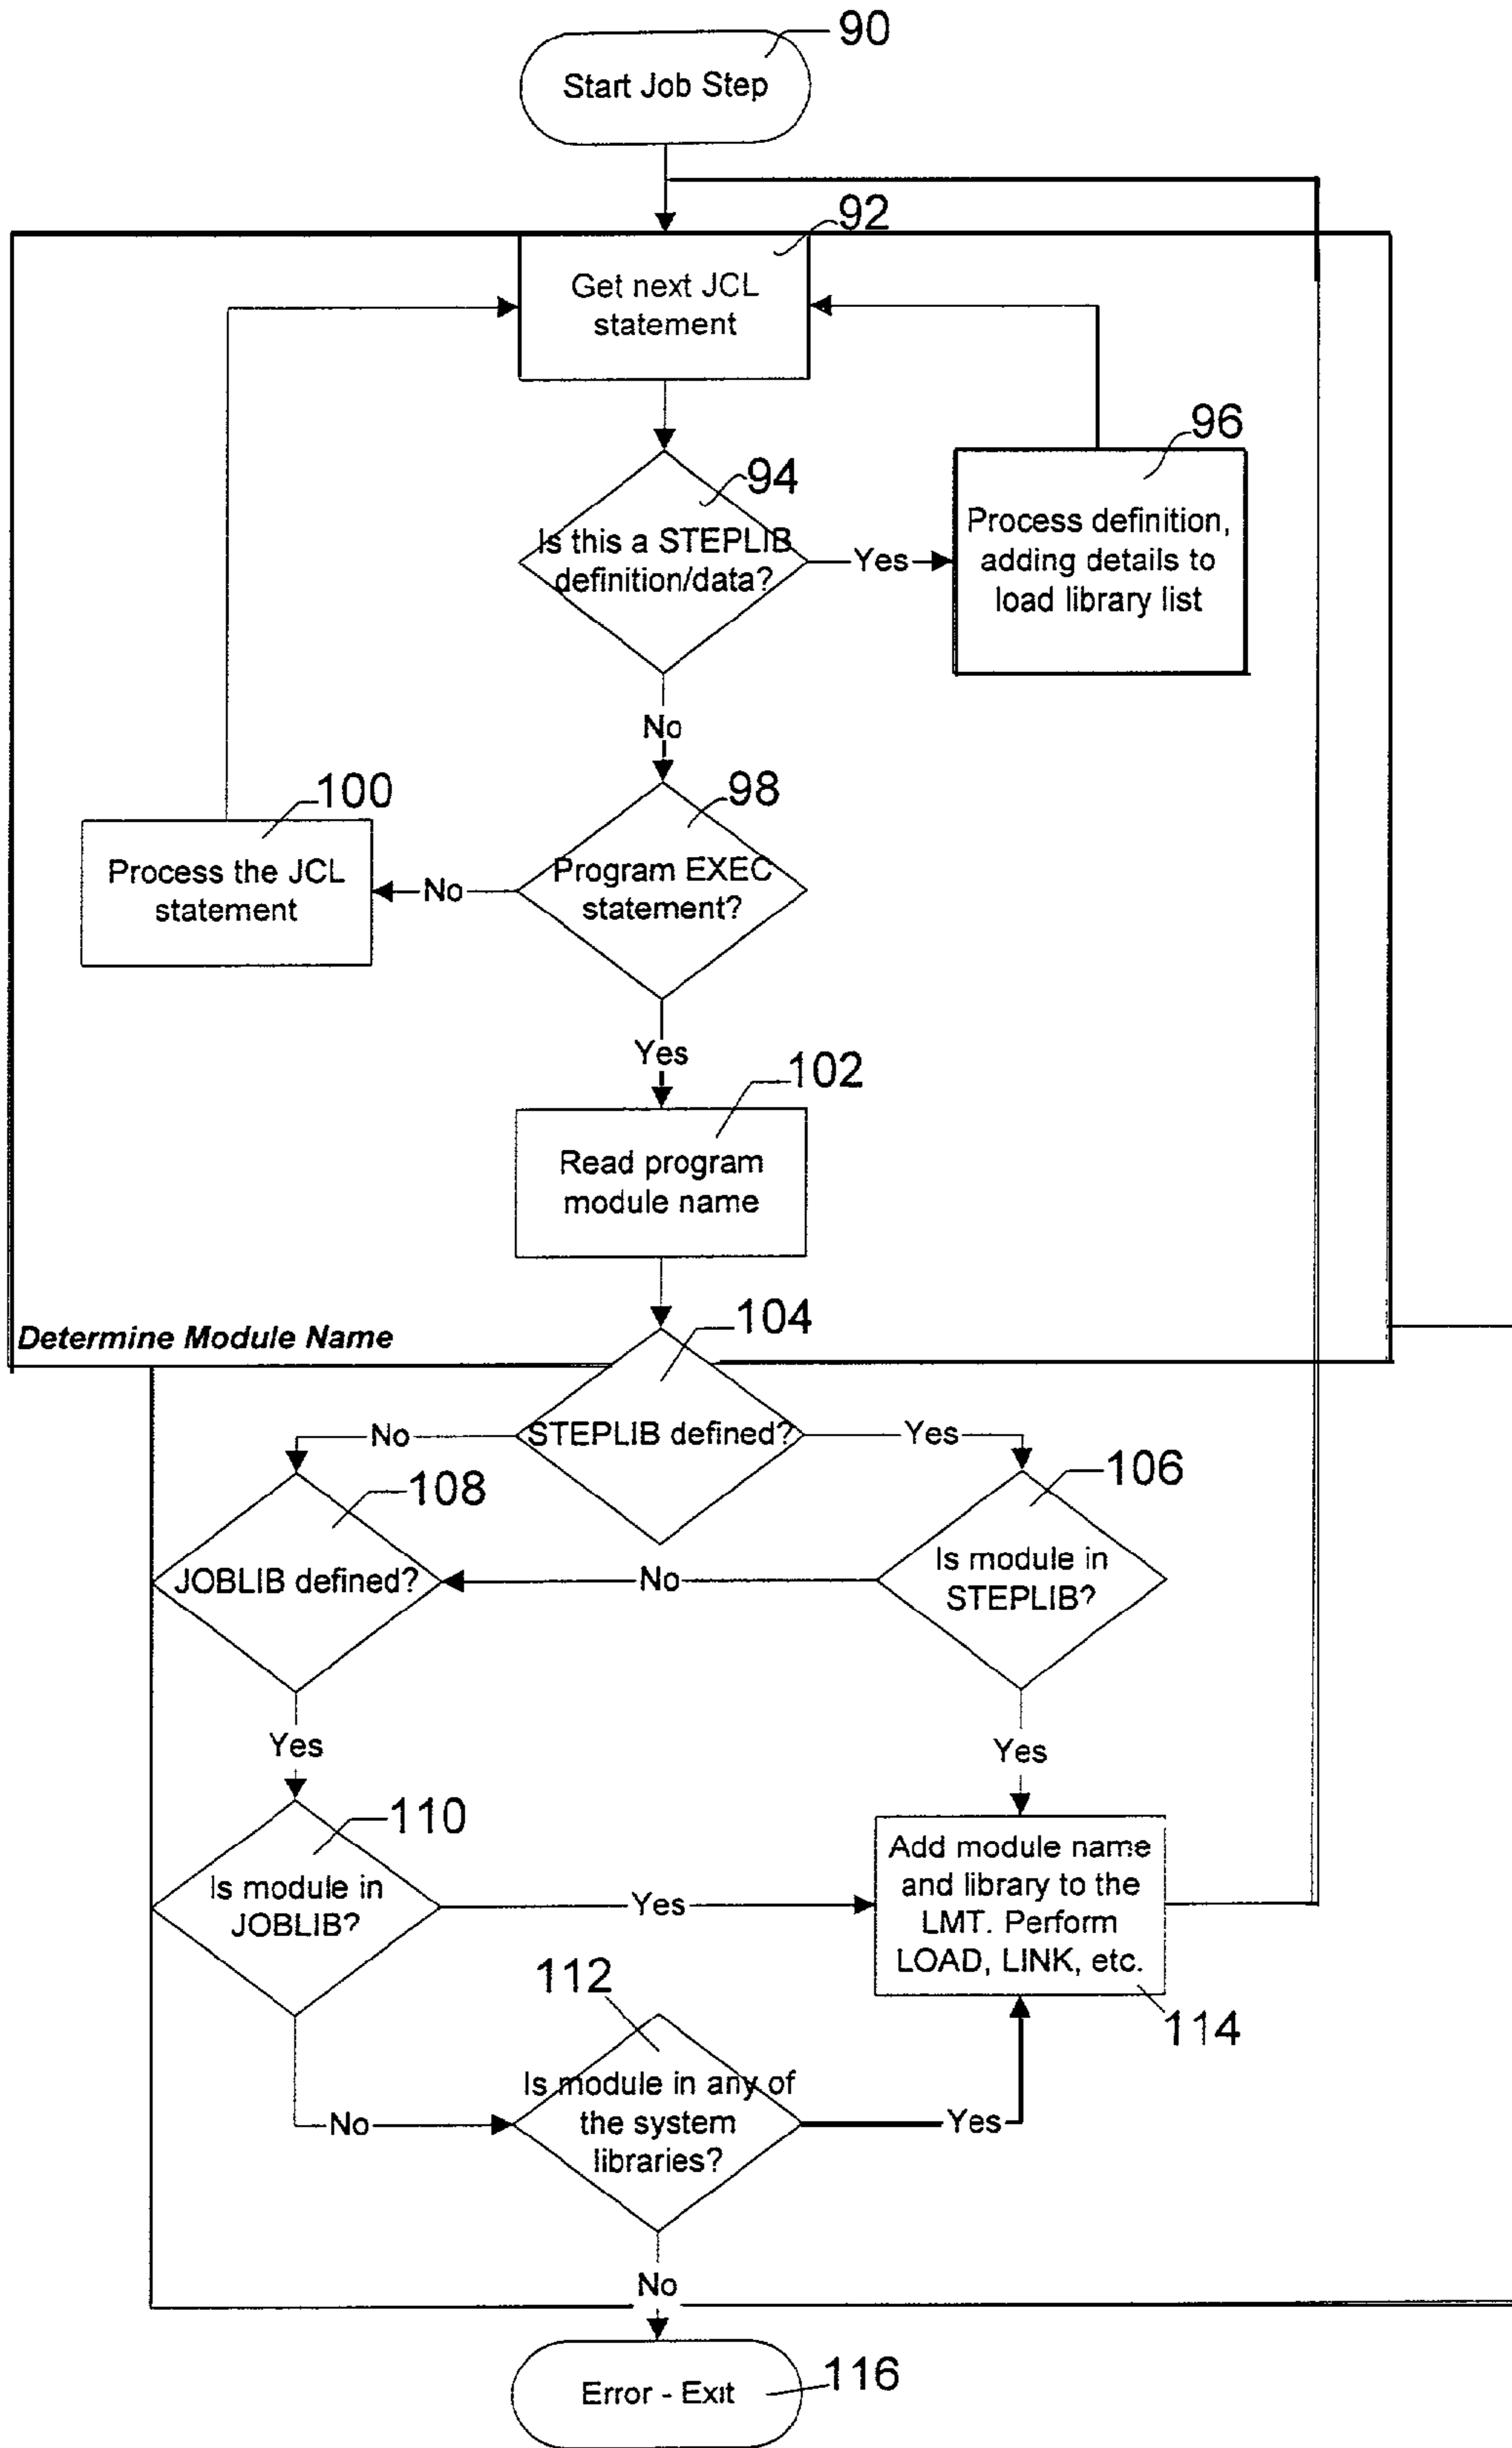 90
Start Job Step
92
Get next JCL
statement
94
Is this a STEPLIB
definition/data?
Yes
96
Process definition,
adding details to
load library list
No
98
Program EXEC
statement?
No
100
Process the JCL
statement
Yes
102
Read program
module name
Determine Module Name
104
STEPLIB defined?
No
Yes
106
Is module in
STEPLIB?
108
JOBLIB defined?
No
Yes
Yes
110
Is module in
JOBLIB?
Yes
Add module name
and library to the
LMT. Perform
LOAD, LINK, etc.
114
112
Is module in any of
the system
libraries?
No
Yes
No
Error - Exit
116